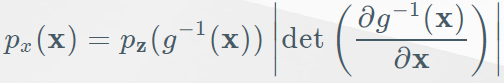 p_x(𝐱) = p_𝐳(g^{-1}(𝐱)) |det (∂g^{-1}(𝐱) / ∂𝐱)|